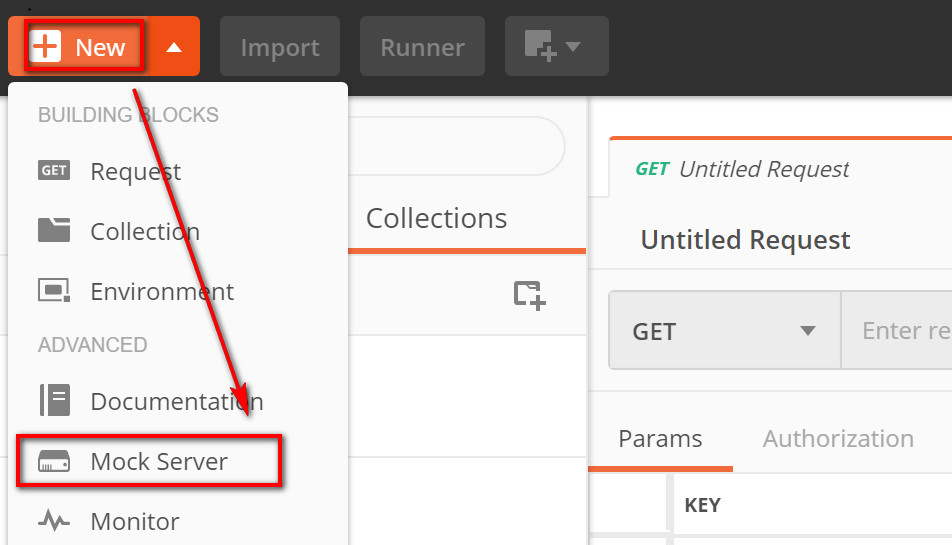 New
Import
Runner
BUILDING BLOCKS
GET Request
Collection
Environment
ADVANCED
Documentation
Mock Server
Monitor
Collections
GET Untitled Request
Untitled Request
GET
Enter re
Params
Authorization
KEY